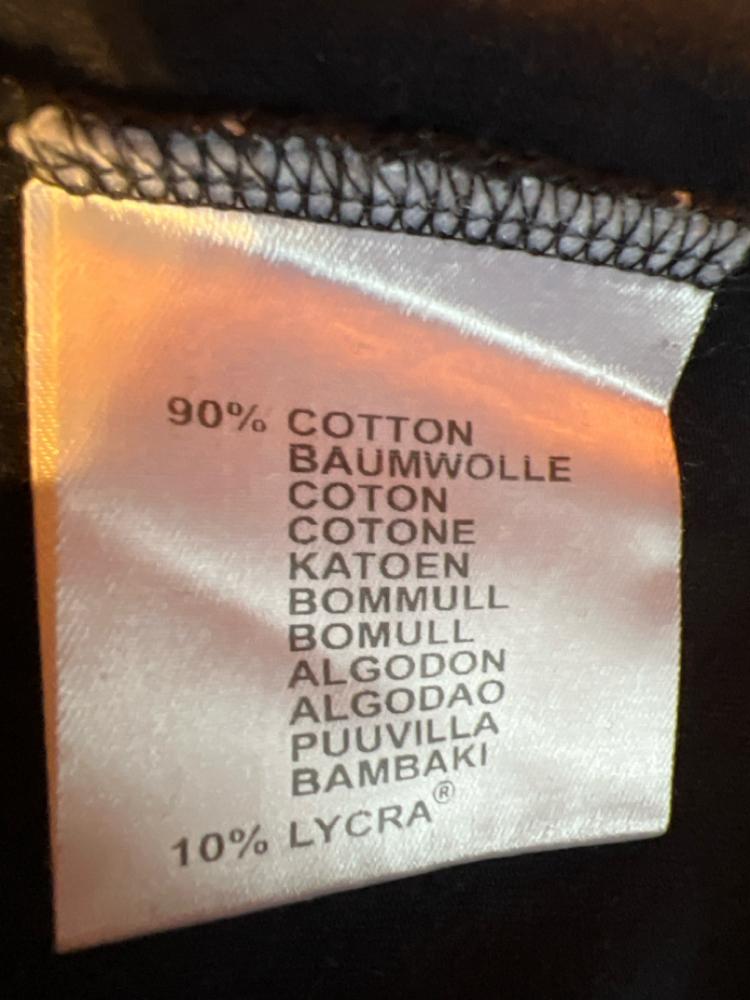 90% COTTON
BAUMWOLLE
COTON
COTONE
KATOEN
BOMMULL
BOMULL
ALGODON
ALGODAO
PUUVILLA
BAMBAKI
10% LYCRA®